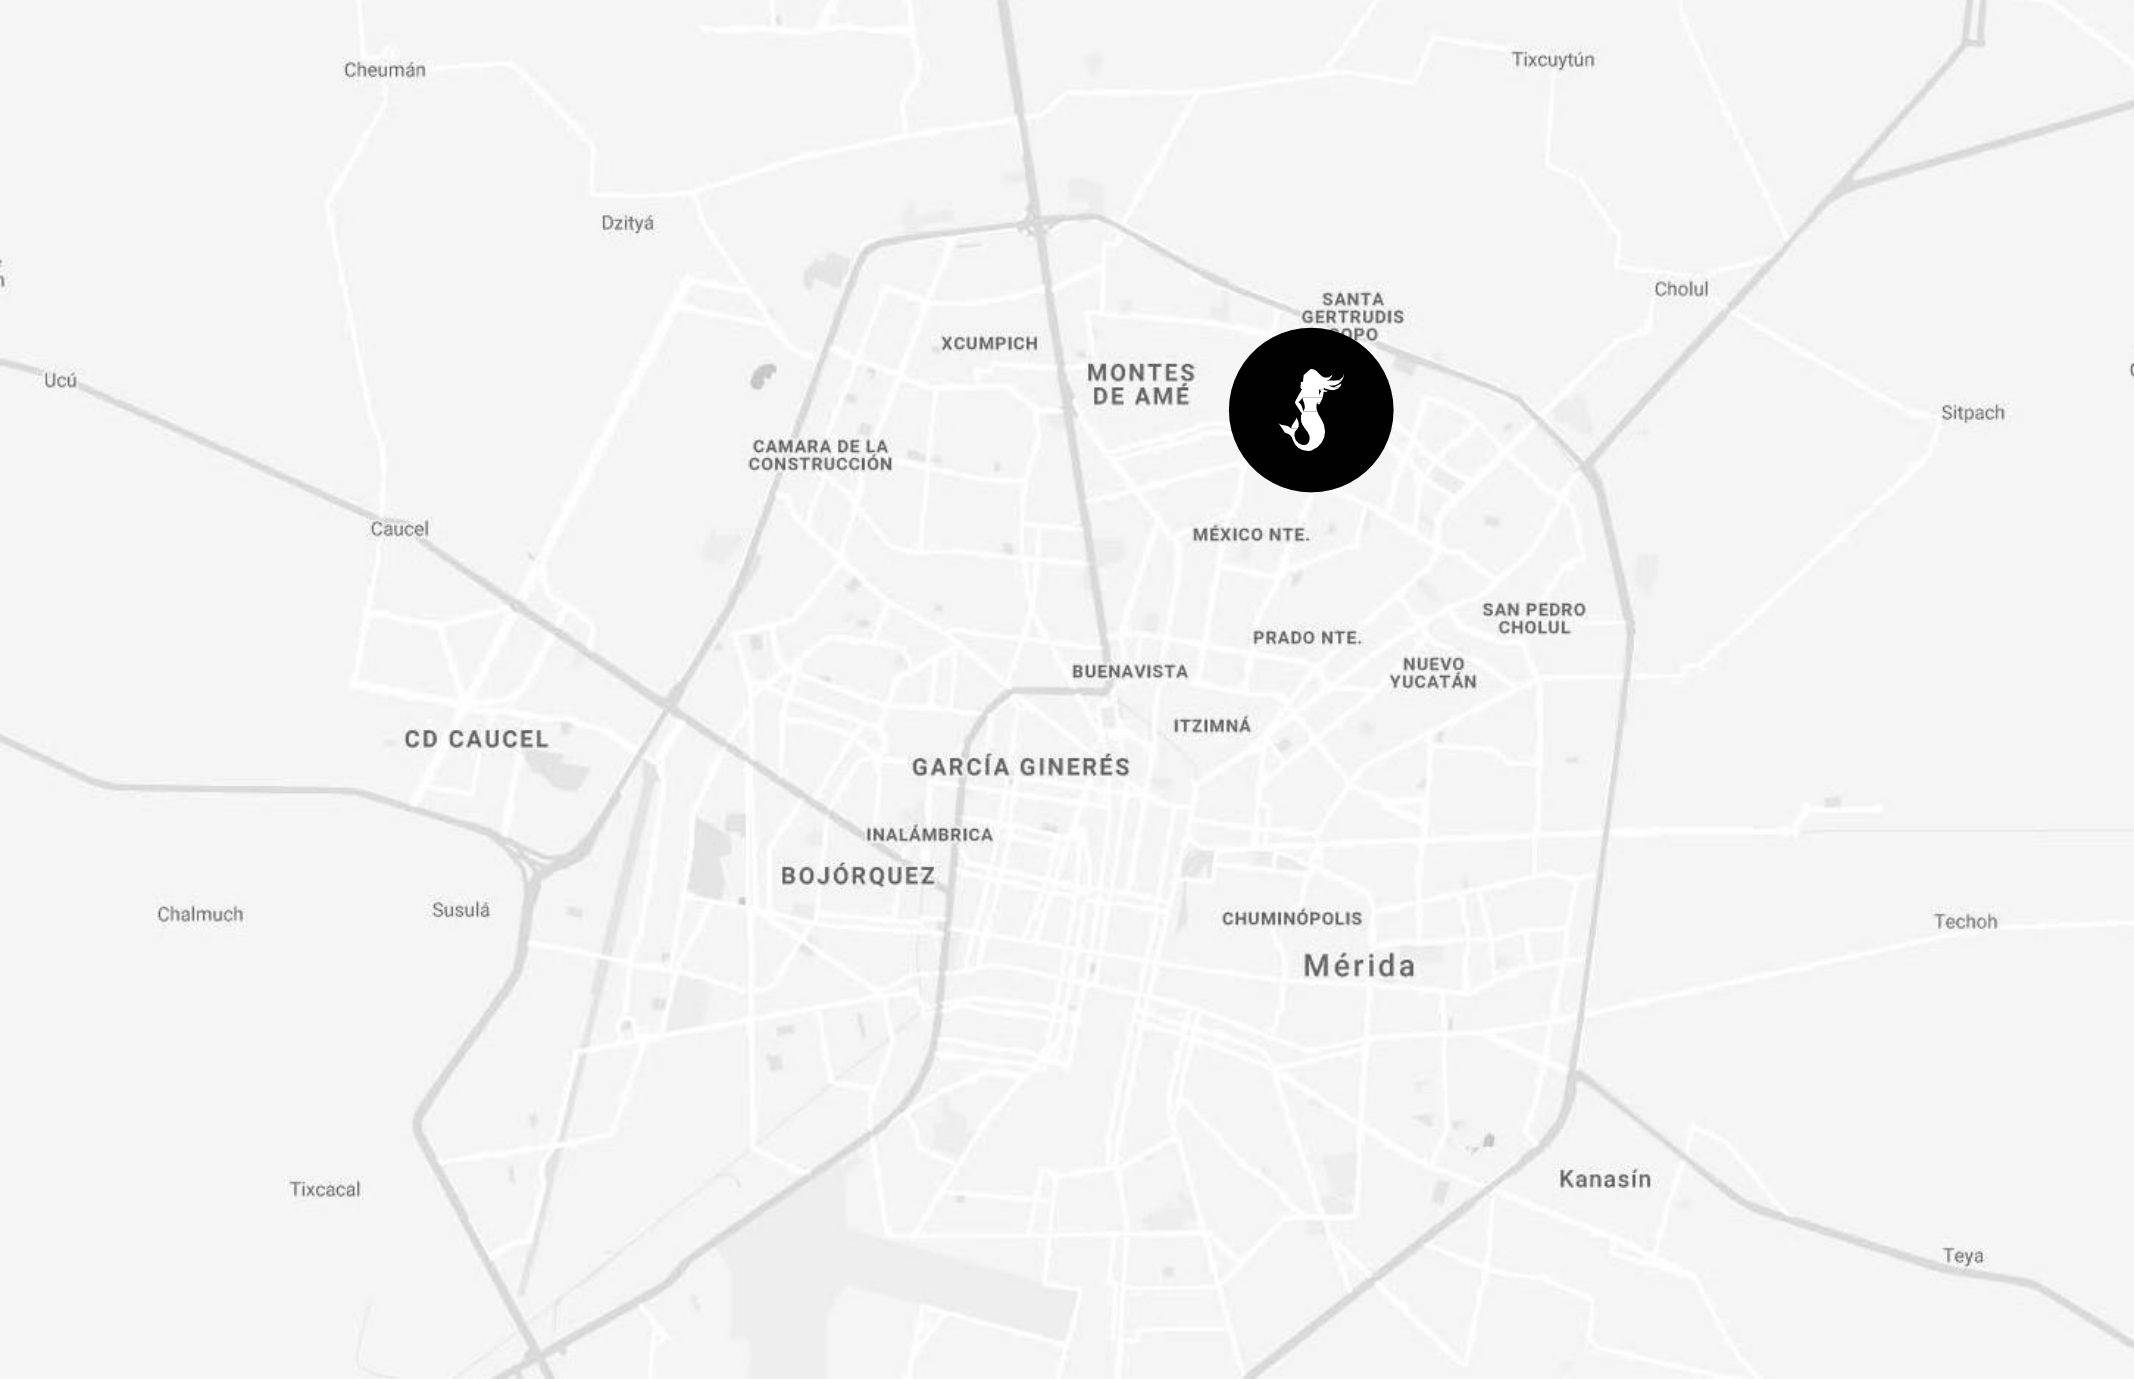 Cheumán
Tixcuytún
Dzityá
Cholul
SANTA
GERTRUDIS
COPO
XCUMPICH
MONTES
DE AMÉ
Ucú
Sitpach
CAMARA DE LA
CONSTRUCCIÓN
Caucel
MÉXICO NTE.
SAN PEDRO
CHOLUL
PRADO NTE.
BUENAVISTA
NUEVO
YUCATÁN
ITZIMNÁ
CD CAUCEL
GARCÍA GINERÉS
INALÁMBRICA
BOJÓRQUEZ
Chalmuch
Susulá
CHUMINÓPOLIS
Techoh
Mérida
Kanasín
Tixcacal
Teya